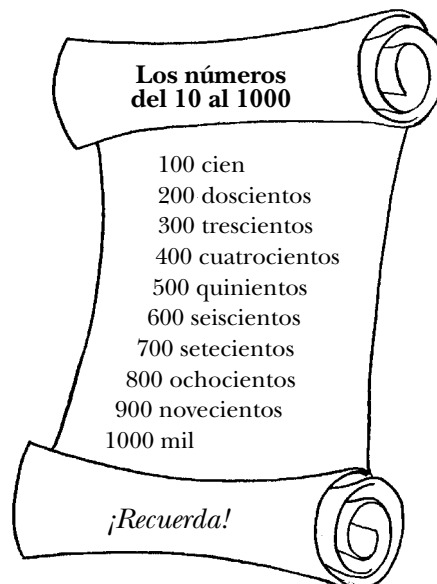 Los números
del 10 al 1000
100 cien
200 doscientos
300 trescientos
400 cuatrocientos
500 quinientos
600 seiscientos
700 setecientos
800 ochocientos
900 novecientos
1000 mil
¡Recuerda!